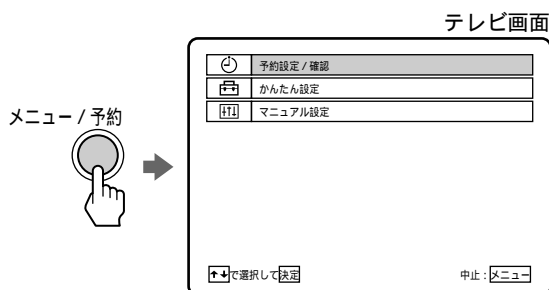 テレビ画面
メニュー / 予約
予約設定 / 確認
かんたん設定
マニュアル設定
↑↓で選択して決定
中止 : メニュー